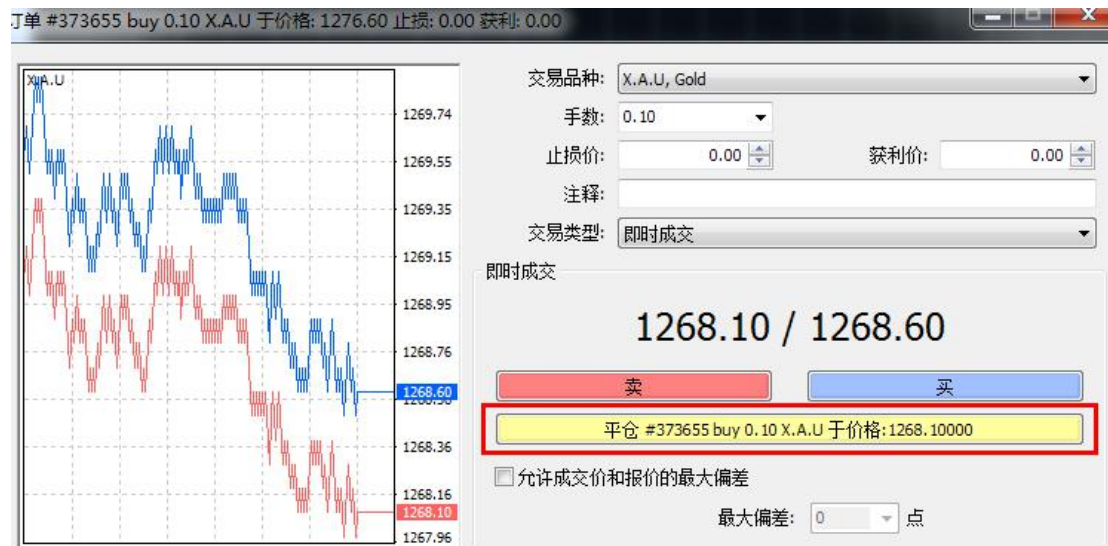 订单 #373655 buy 0.10 X.A.U 于价格: 1276.60 止损: 0.00 获利: 0.00
X.A.U
1269.74
1269.55
1269.35
1269.15
1268.95
1268.76
1268.60
1268.36
1268.16
1268.10
1267.96
交易品种: X.A.U, Gold
手数: 0.10
止损价: 0.00 获利价: 0.00
注释:
交易类型: 即时成交
即时成交
1268.10 / 1268.60
卖 买
平仓 #373655 buy 0.10 X.A.U 于价格:1268.10000
允许成交价和报价的最大偏差
最大偏差: 0 点